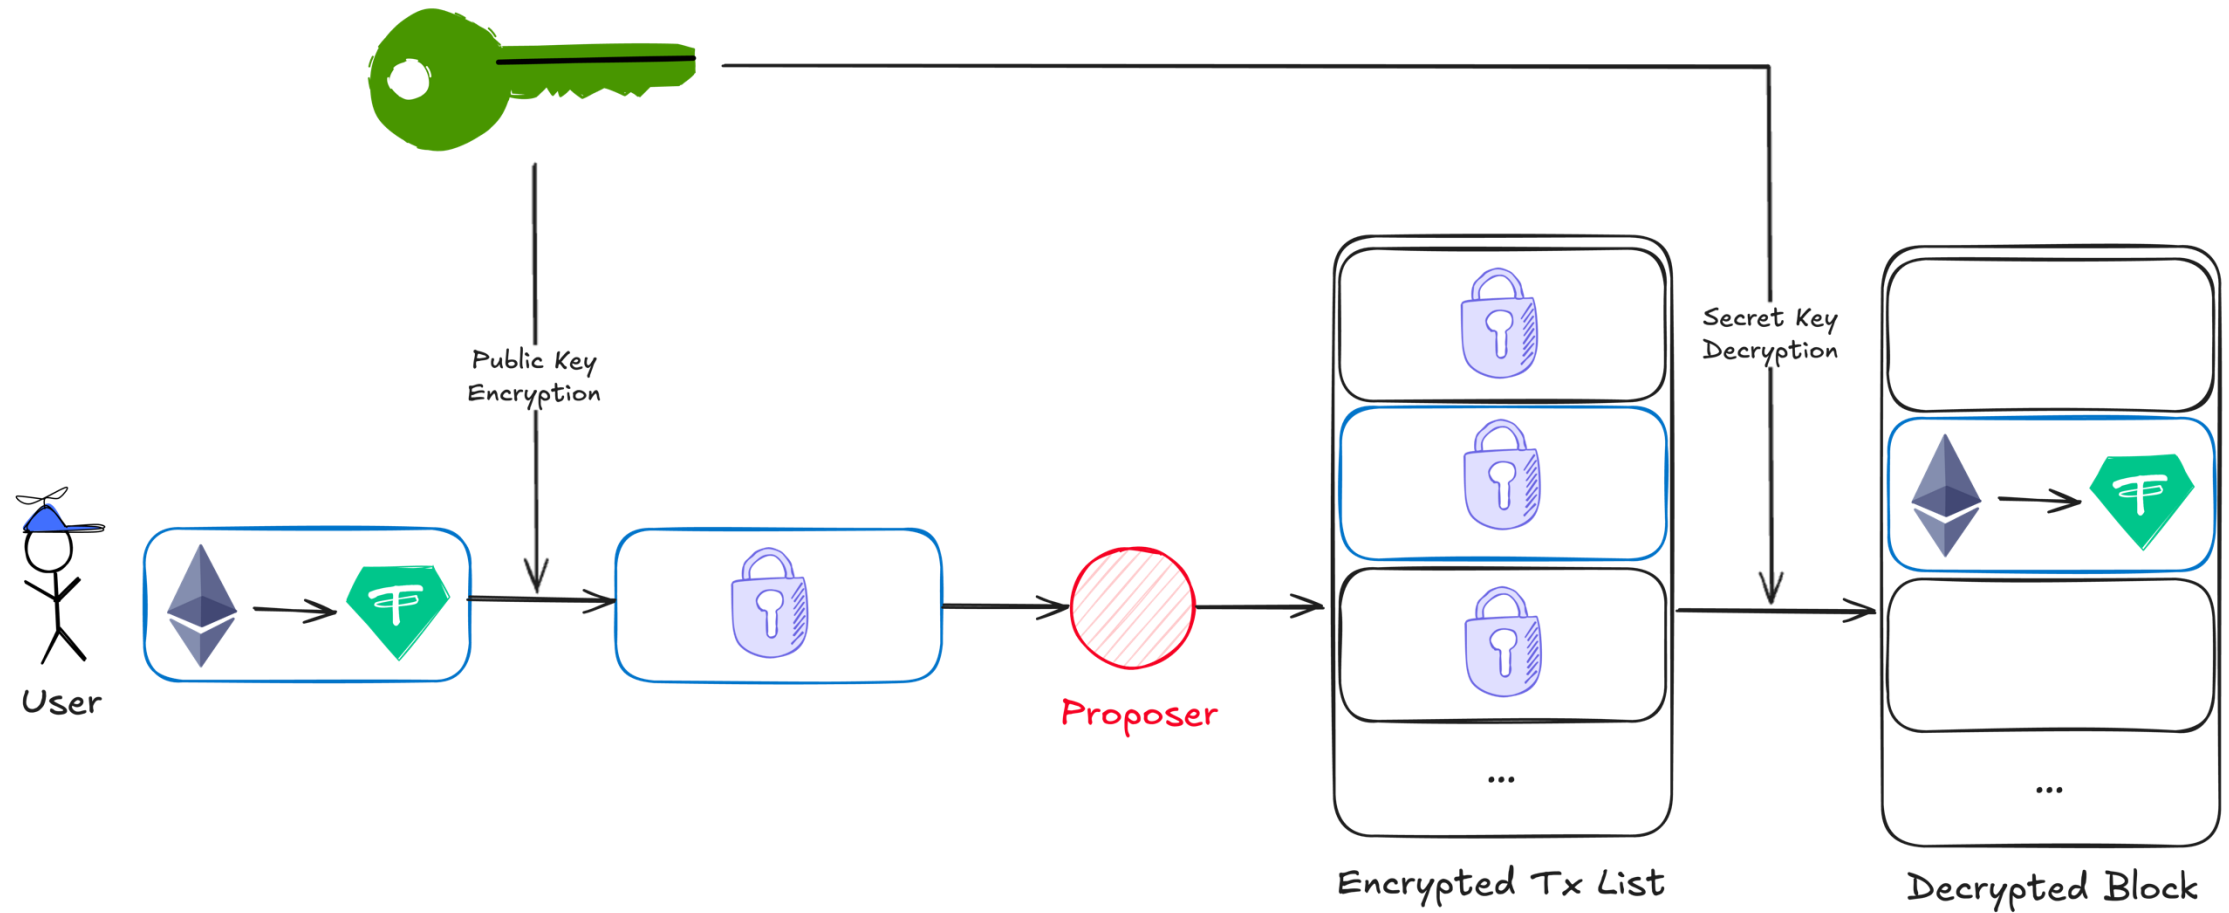 Public Key
Encryption
Secret Key
Decryption
User
Proposer
...
...
Encrypted Tx List
Decrypted Block